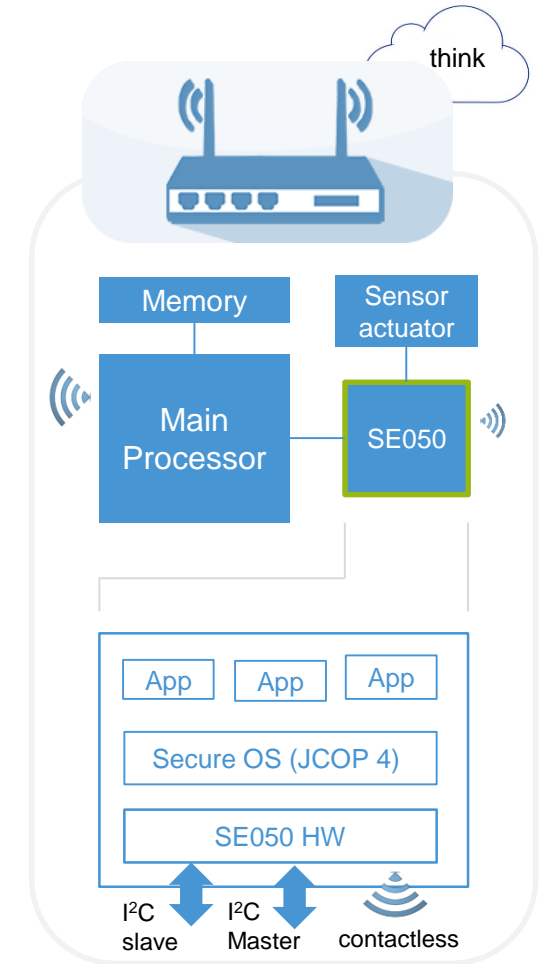 think
Memory
Sensor
actuator
Main
Processor
SE050
App
App
App
Secure OS (JCOP 4)
SE050 HW
I²C
slave
I²C
Master
contactless